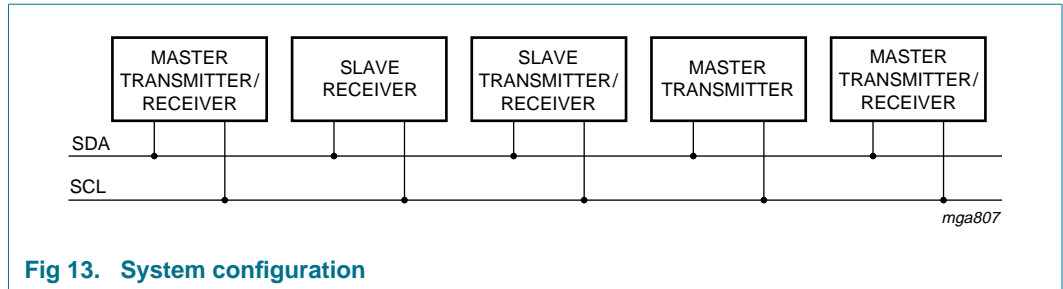 MASTER
TRANSMITTER/
RECEIVER
SLAVE
RECEIVER
SLAVE
TRANSMITTER/
RECEIVER
MASTER
TRANSMITTER
MASTER
TRANSMITTER/
RECEIVER
SDA
SCL
mga807
Fig 13. System configuration